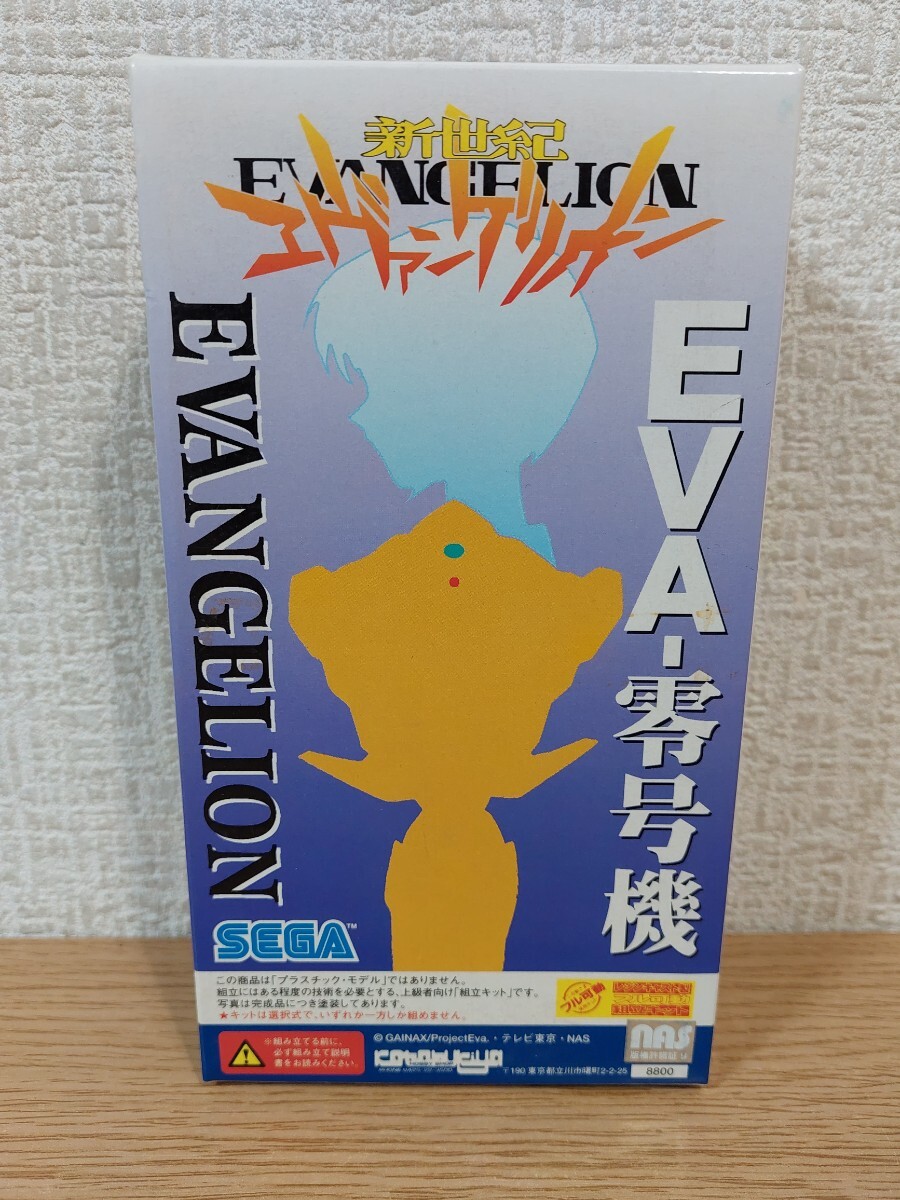 新世紀
EVANGELION
エヴァンゲリオン
EVANGELION
EVA-零号機
SEGA™
この商品は「プラスチック・モデル」ではありません。
組立にはある程度の技術を必要とする、上級者向け「組立キット」です。
写真は完成品につき塗装してあります。
★キットは選択式で、いずれか一方しか組めません。
フル可動
※組み立てる前に、
必ず組み立て説明
書をお読みください。
© GAINAX/ProjectEva.・テレビ東京・NAS
KOTOBUKIYA
〒190 東京都立川市曙町2-2-25
NAS
8800